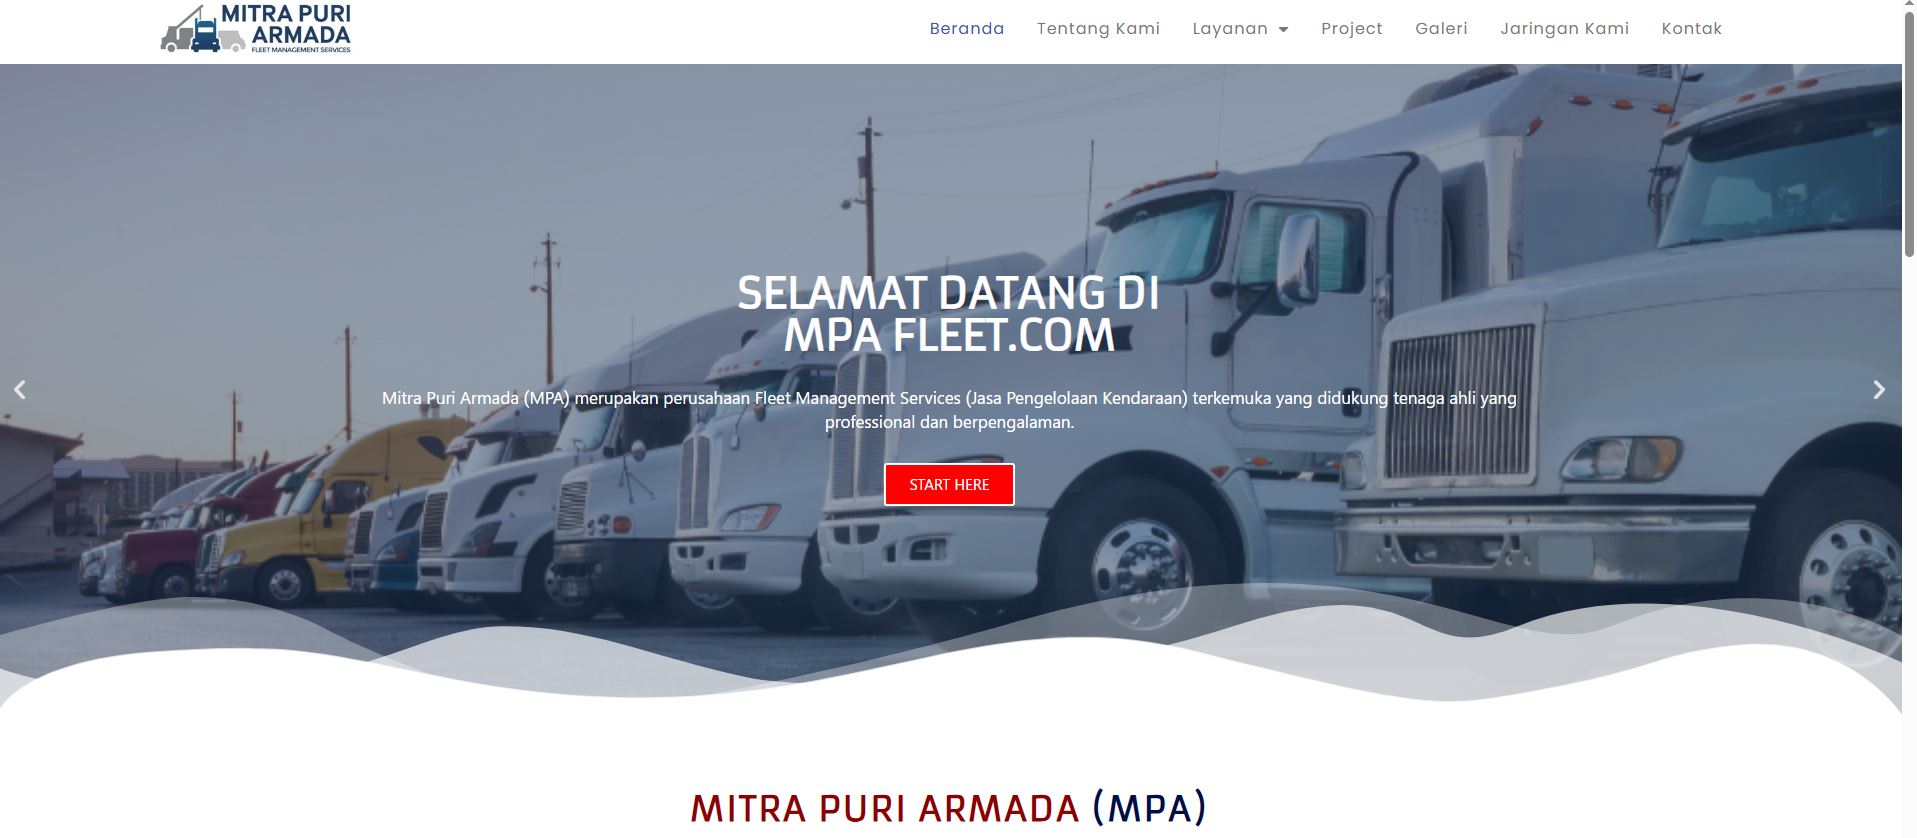 MITRA PURI
ARMADA
FLEET MANAGEMENT SERVICES
Beranda
Tentang Kami
Layanan
Project
Galeri
Jaringan Kami
Kontak
SELAMAT DATANG DI
MPA FLEET.COM
Mitra Puri Armada (MPA) merupakan perusahaan Fleet Management Services (Jasa Pengelolaan Kendaraan) terkemuka yang didukung tenaga ahli yang
professional dan berpengalaman.
START HERE
MITRA PURI ARMADA (MPA)